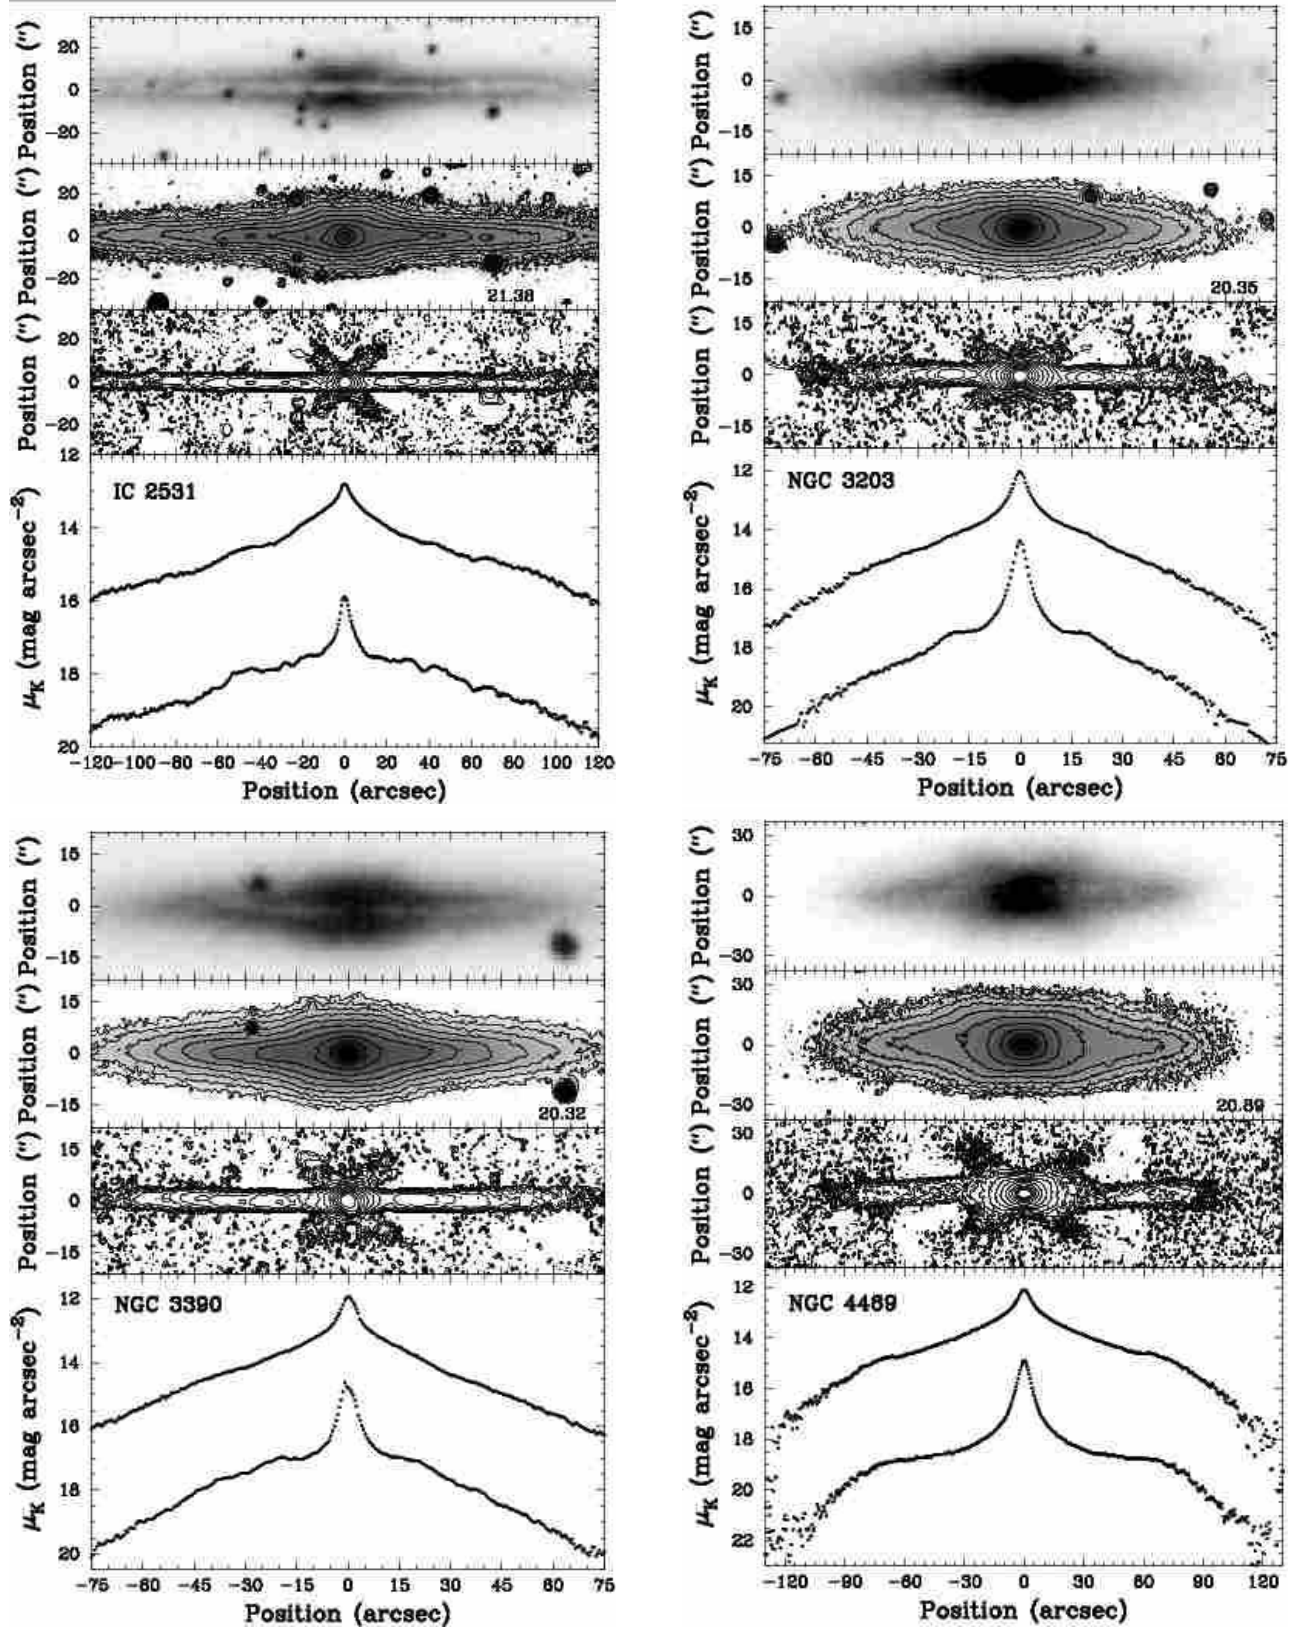 Position (")
20
0
-20
Position (")
20
0
-20
21.38
Position (")
20
0
-20
μK (mag arcsec−2)
12
14
16
18
20
IC 2531
-120 -100 -80 -60 -40 -20 0 20 40 60 80 100 120
Position (arcsec)
Position (")
15
0
-15
Position (")
15
0
-15
20.35
Position (")
15
0
-15
μK (mag arcsec−2)
12
14
16
18
20
NGC 3203
-75 -60 -45 -30 -15 0 15 30 45 60 75
Position (arcsec)
Position (")
15
0
-15
Position (")
15
0
-15
20.32
Position (")
15
0
-15
μK (mag arcsec−2)
12
14
16
18
20
NGC 3390
-75 -60 -45 -30 -15 0 15 30 45 60 75
Position (arcsec)
Position (")
30
0
-30
Position (")
30
0
-30
20.89
Position (")
30
0
-30
μK (mag arcsec−2)
12
14
16
18
20
22
NGC 4469
-120 -90 -60 -30 0 30 60 90 120
Position (arcsec)